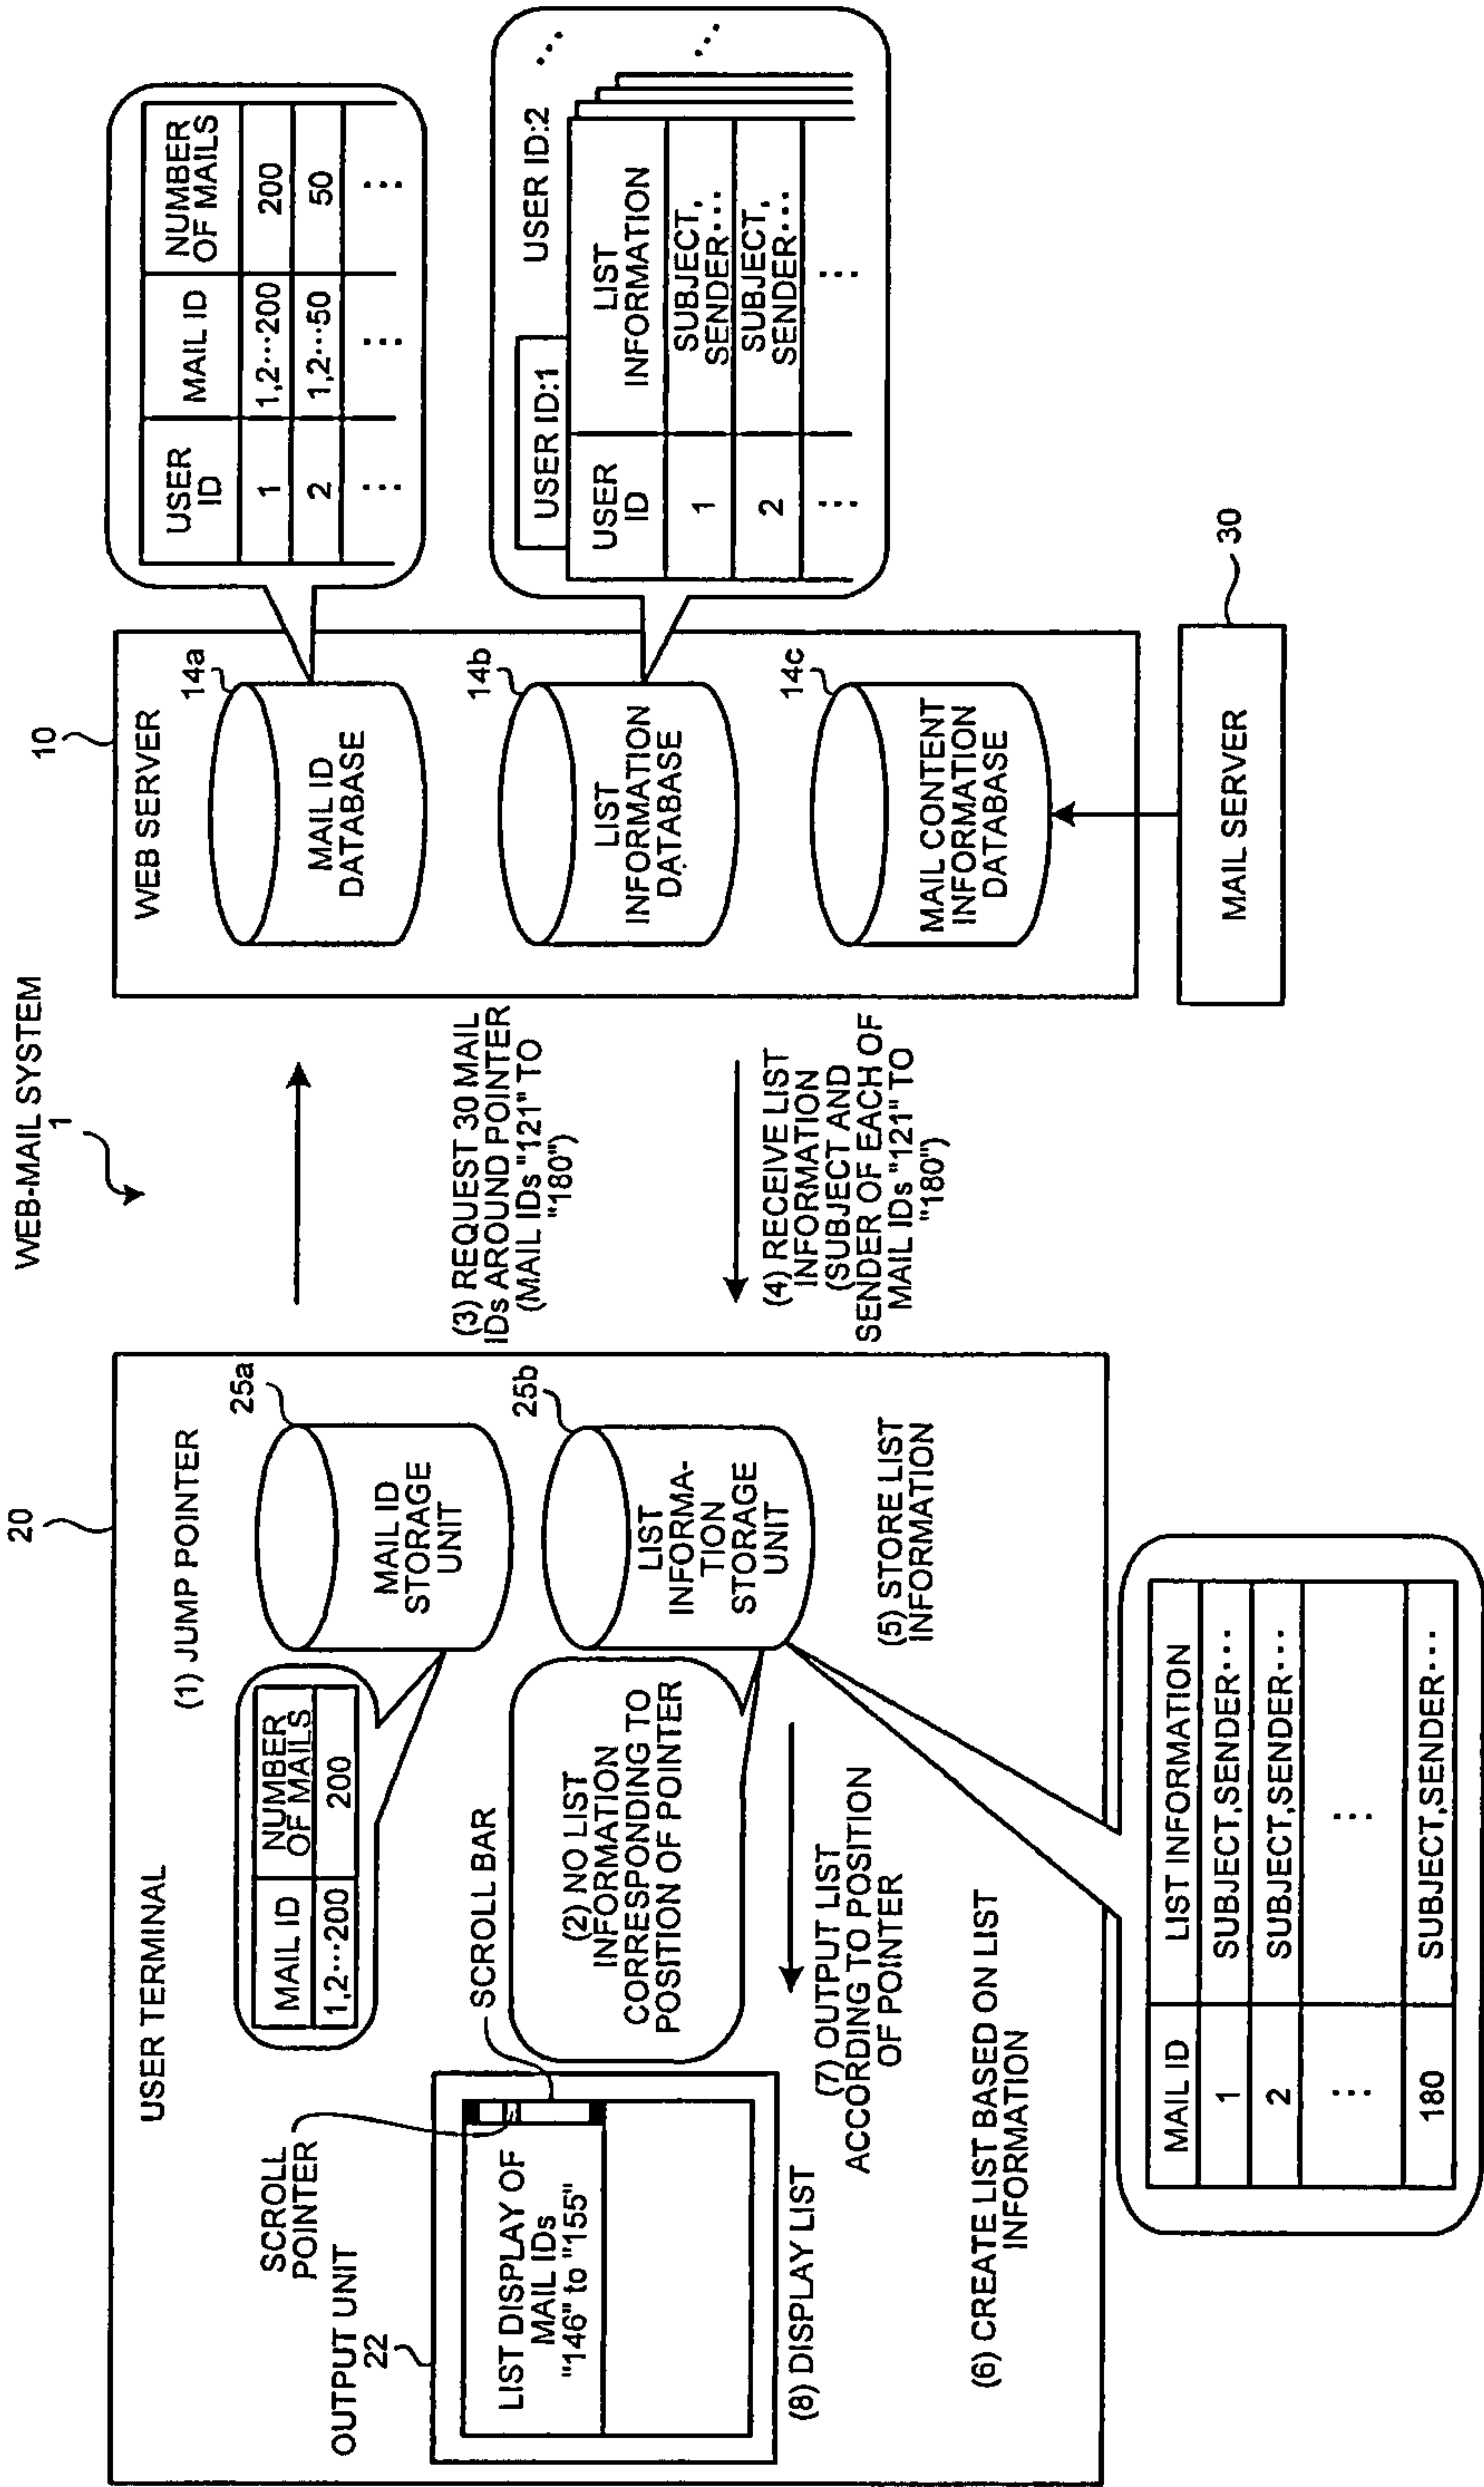 WEB-MAIL SYSTEM
1
20
USER TERMINAL
(1) JUMP POINTER
MAIL ID
NUMBER
OF MAILS
1,2···200
200
25a
MAIL ID
STORAGE
UNIT
SCROLL
POINTER
SCROLL BAR
OUTPUT UNIT
22
LIST DISPLAY OF
MAIL IDs
"146" to "155"
(2) NO LIST
INFORMATION
CORRESPONDING TO
POSITION OF POINTER
25b
LIST
INFORMA-
TION
STORAGE
UNIT
(8) DISPLAY LIST
(7) OUTPUT LIST
ACCORDING TO POSITION
OF POINTER
(5) STORE LIST
INFORMATION
(6) CREATE LIST BASED ON LIST
INFORMATION
MAIL ID
LIST INFORMATION
1
SUBJECT,SENDER···
2
SUBJECT,SENDER···
⋮
⋮
180
SUBJECT,SENDER···
(3) REQUEST 30 MAIL
IDs AROUND POINTER
(MAIL IDs "121" TO
"180")
(4) RECEIVE LIST
INFORMATION
(SUBJECT AND
SENDER OF EACH OF
MAIL IDs "121" TO
"180")
10
WEB SERVER
14a
MAIL ID
DATABASE
14b
LIST
INFORMATION
DATABASE
14c
MAIL CONTENT
INFORMATION
DATABASE
30
MAIL SERVER
USER
ID
MAIL ID
NUMBER
OF MAILS
1
1,2···200
200
2
1,2···50
50
⋮
⋮
⋮
USER ID:1
USER ID:2
···
USER
ID
LIST
INFORMATION
1
SUBJECT,
SENDER···
2
SUBJECT,
SENDER···
⋮
⋮
···